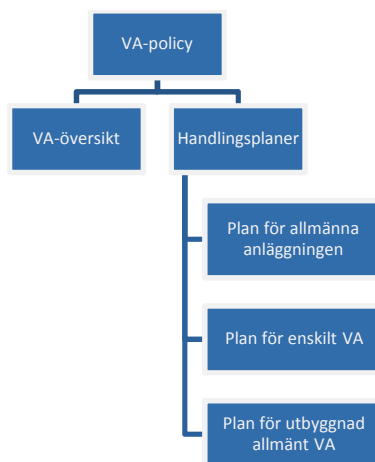 VA-policy
VA-översikt
Handlingsplaner
Plan för allmänna
anläggningen
Plan för enskilt VA
Plan för utbyggnad
allmänt VA